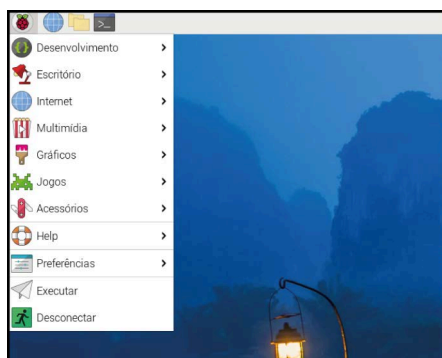 Desenvolvimento
Escritório
Internet
Multimídia
Gráficos
Jogos
Acessórios
Help
Preferências
Executar
Desconectar